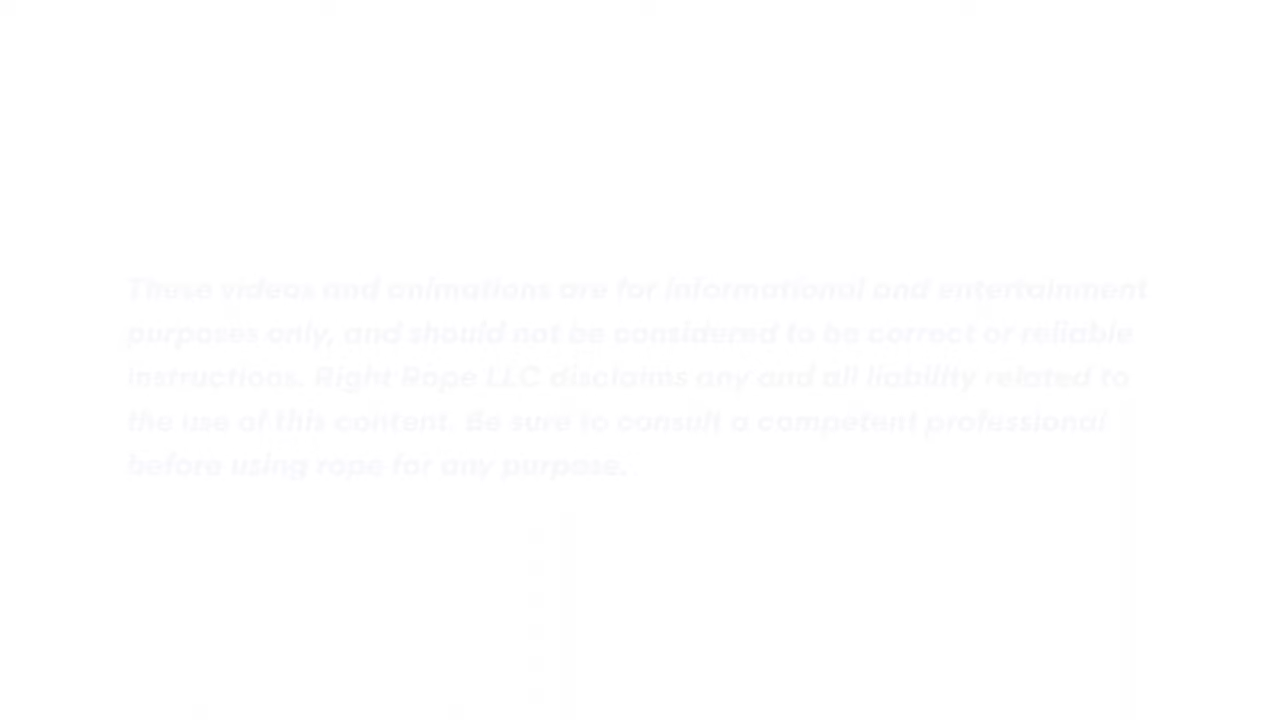 These videos and animations are for informational and entertainment
purposes only, and should not be considered to be correct or reliable
instructions. Right Rope LLC disclaims any and all liability related to
the use of this content. Be sure to consult a competent professional
before using rope for any purpose.